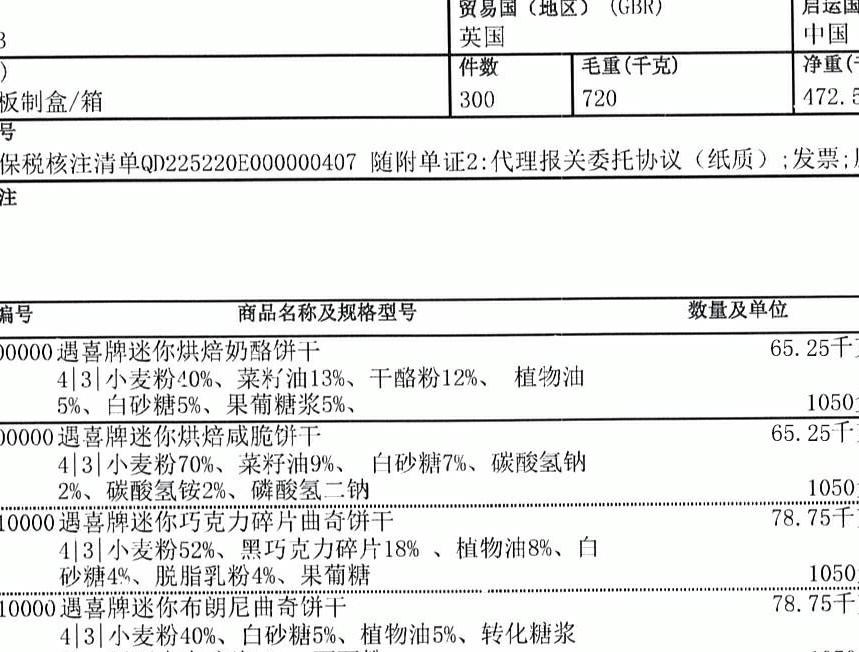 贸易国（地区）(GBR) 启运国
3 英国 中国
) 件数 毛重(千克) 净重(
板制盒/箱 300 720 472.5
号
保税核注清单QD225220E000000407 随附单证2:代理报关委托协议（纸质）;发票;
注
编号 商品名称及规格型号 数量及单位
00000 遇喜牌迷你烘焙奶酪饼干 65.25千
4|3|小麦粉40%、菜籽油13%、干酪粉12%、 植物油
5%、白砂糖5%、果葡糖浆5%、 1050
00000 遇喜牌迷你烘焙咸脆饼干 65.25千
4|3|小麦粉70%、菜籽油9%、 白砂糖7%、碳酸氢钠
2%、碳酸氢铵2%、磷酸氢二钠 1050
10000 遇喜牌迷你巧克力碎片曲奇饼干 78.75千
4|3|小麦粉52%、黑巧克力碎片18% 、植物油8%、白
砂糖4%、脱脂乳粉4%、果葡糖 1050
10000 遇喜牌迷你布朗尼曲奇饼干 78.75千
4|3|小麦粉40%、白砂糖5%、植物油5%、转化糖浆